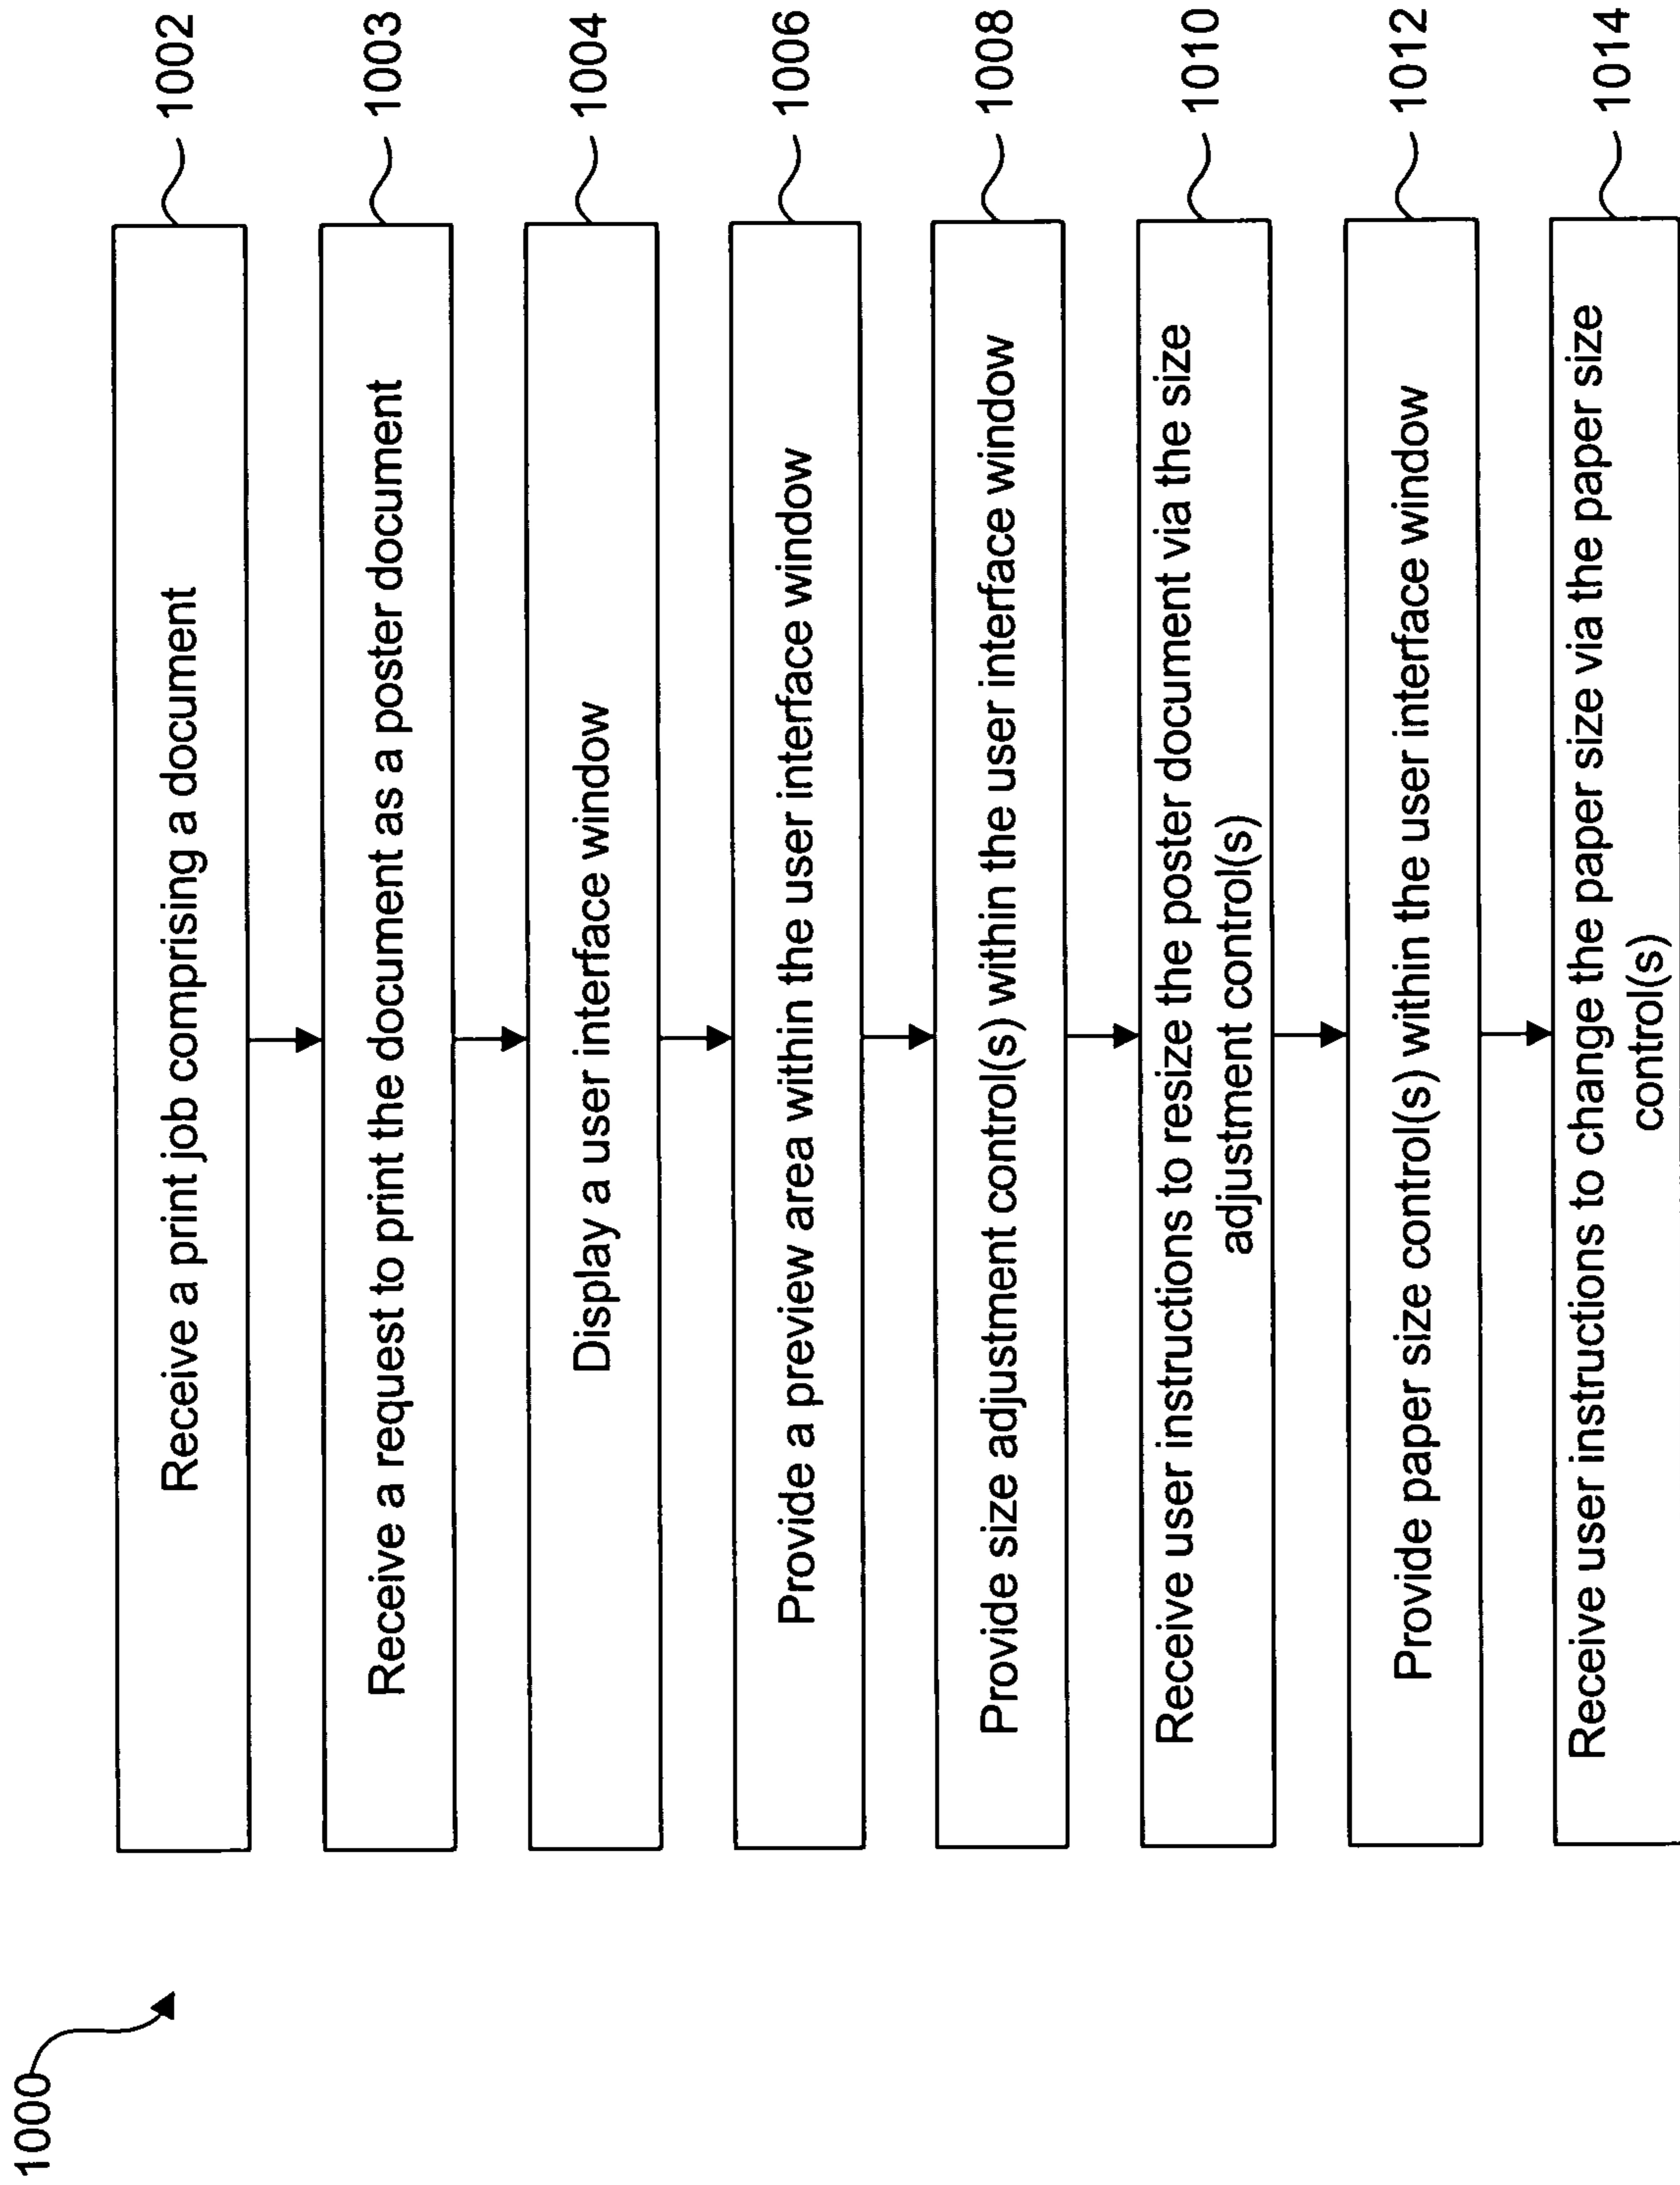 1000
Receive a print job comprising a document
1002
Receive a request to print the document as a poster document
1003
Display a user interface window
1004
Provide a preview area within the user interface window
1006
Provide size adjustment control(s) within the user interface window
1008
Receive user instructions to resize the poster document via the size
adjustment control(s)
1010
Provide paper size control(s) within the user interface window
1012
Receive user instructions to change the paper size via the paper size
control(s)
1014